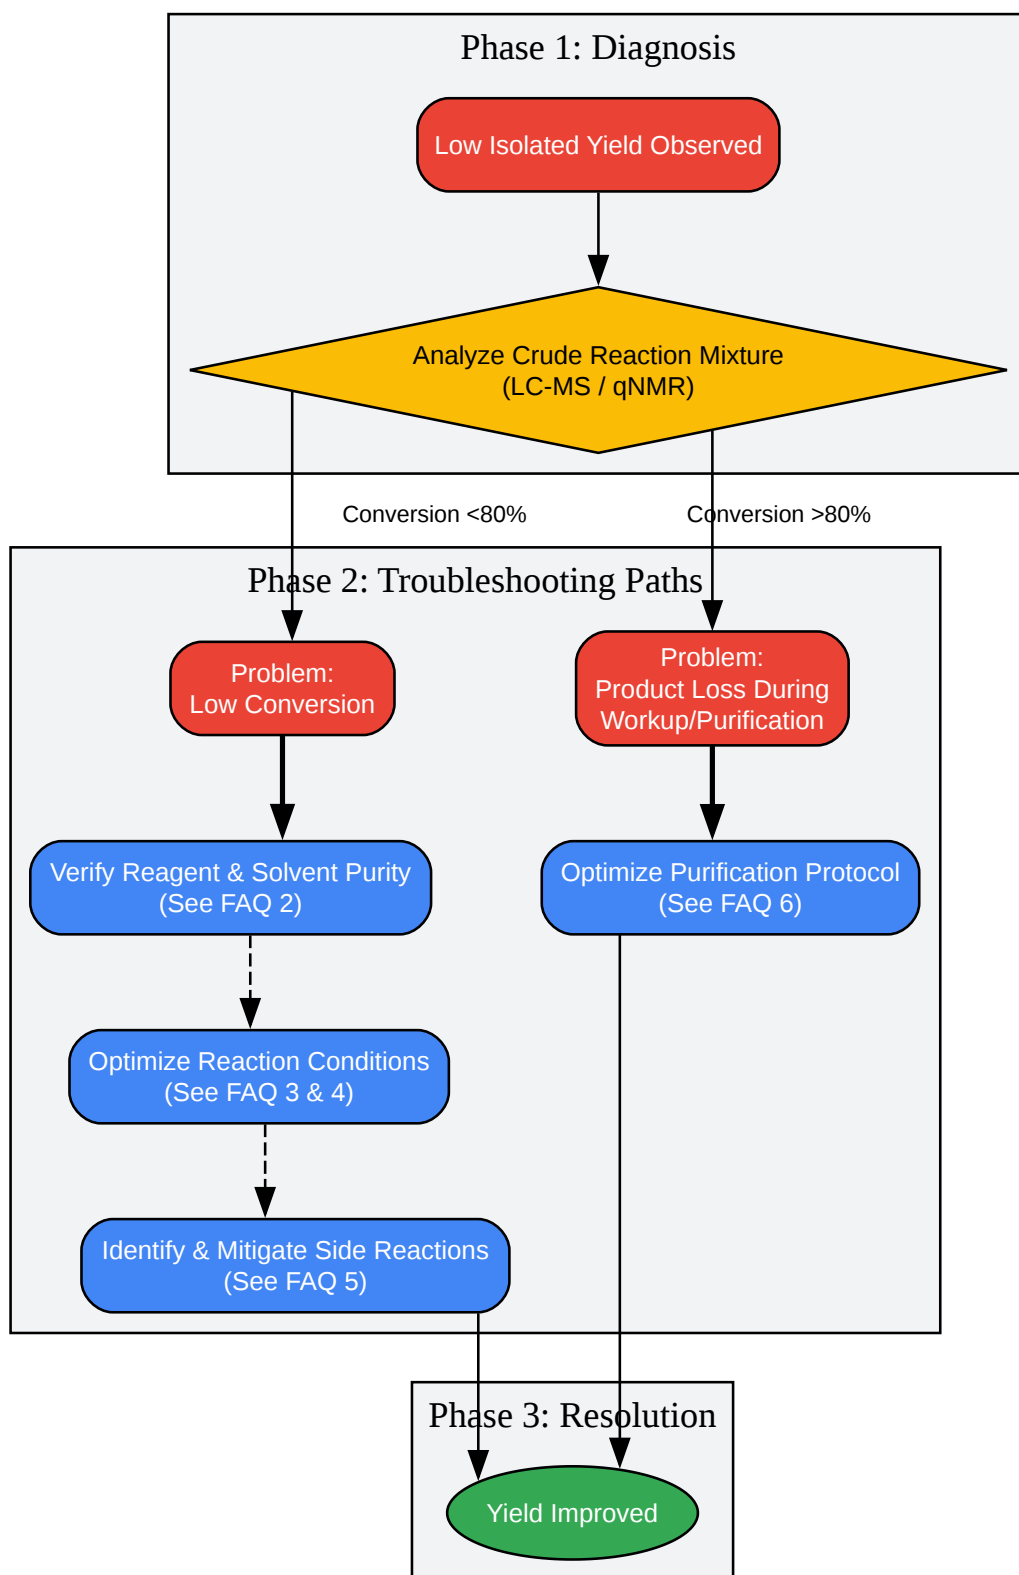 Phase 1: Diagnosis
Low Isolated Yield Observed
Analyze Crude Reaction Mixture
(LC-MS / qNMR)
Conversion <80%
Conversion >80%
Phase 2: Troubleshooting Paths
Problem:
Low Conversion
Problem:
Product Loss During
Workup/Purification
Verify Reagent & Solvent Purity
(See FAQ 2)
Optimize Purification Protocol
(See FAQ 6)
Optimize Reaction Conditions
(See FAQ 3 & 4)
Identify & Mitigate Side Reactions
(See FAQ 5)
Phase 3: Resolution
Yield Improved